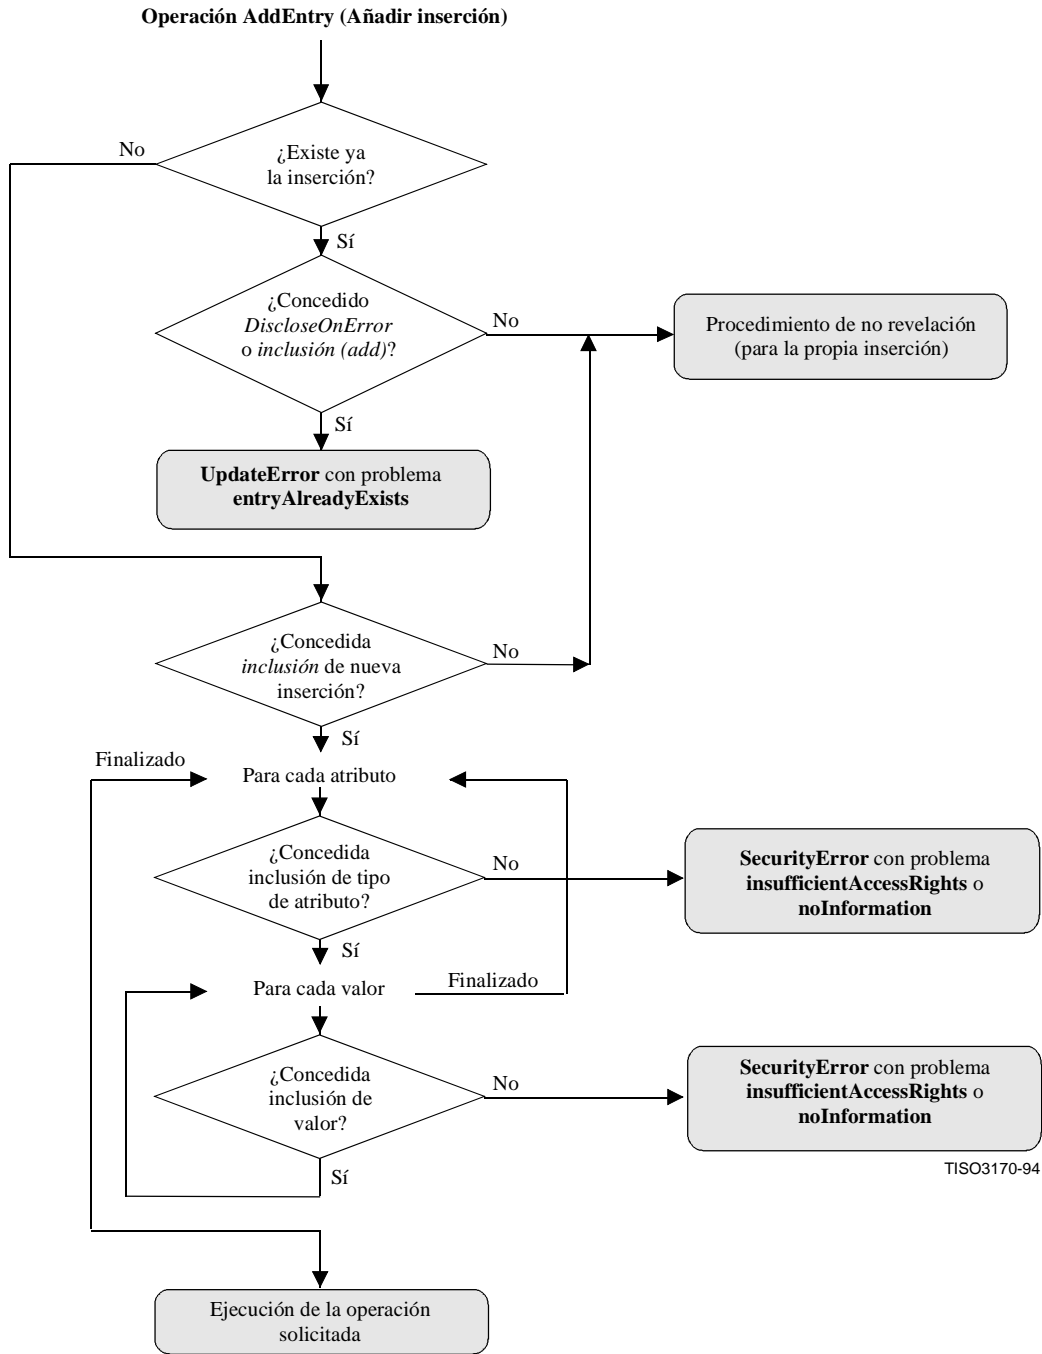 Operación AddEntry (Añadir inserción)
No
¿Existe ya
la inserción?
Sí
¿Concedido
DiscloseOnError
o inclusión (add)?
No
Procedimiento de no revelación
(para la propia inserción)
Sí
UpdateError con problema
entryAlreadyExists
¿Concedida
inclusión de nueva
inserción?
No
Sí
Finalizado
Para cada atributo
¿Concedida
inclusión de tipo
de atributo?
No
SecurityError con problema
insufficientAccessRights o
noInformation
Sí
Para cada valor
Finalizado
¿Concedida
inclusión de
valor?
No
SecurityError con problema
insufficientAccessRights o
noInformation
Sí
TISO3170-94
Ejecución de la operación
solicitada